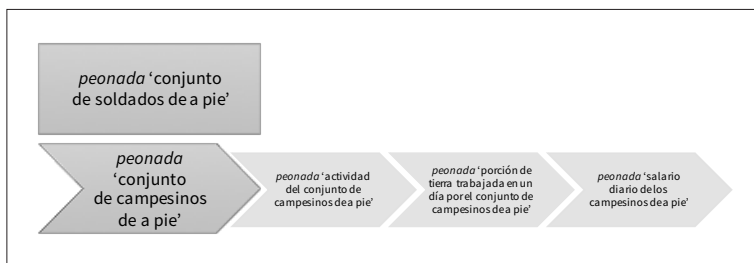 peonada ‘conjunto
de soldados de a pie’
peonada
‘conjunto
de campesinos
de a pie’
peonada ‘actividad
del conjunto de
campesinos de a pie’
peonada ‘porción de
tierra trabajada en un
día por el conjunto de
campesinos de a pie’
peonada ‘salario
diario de los
campesinos de a pie’